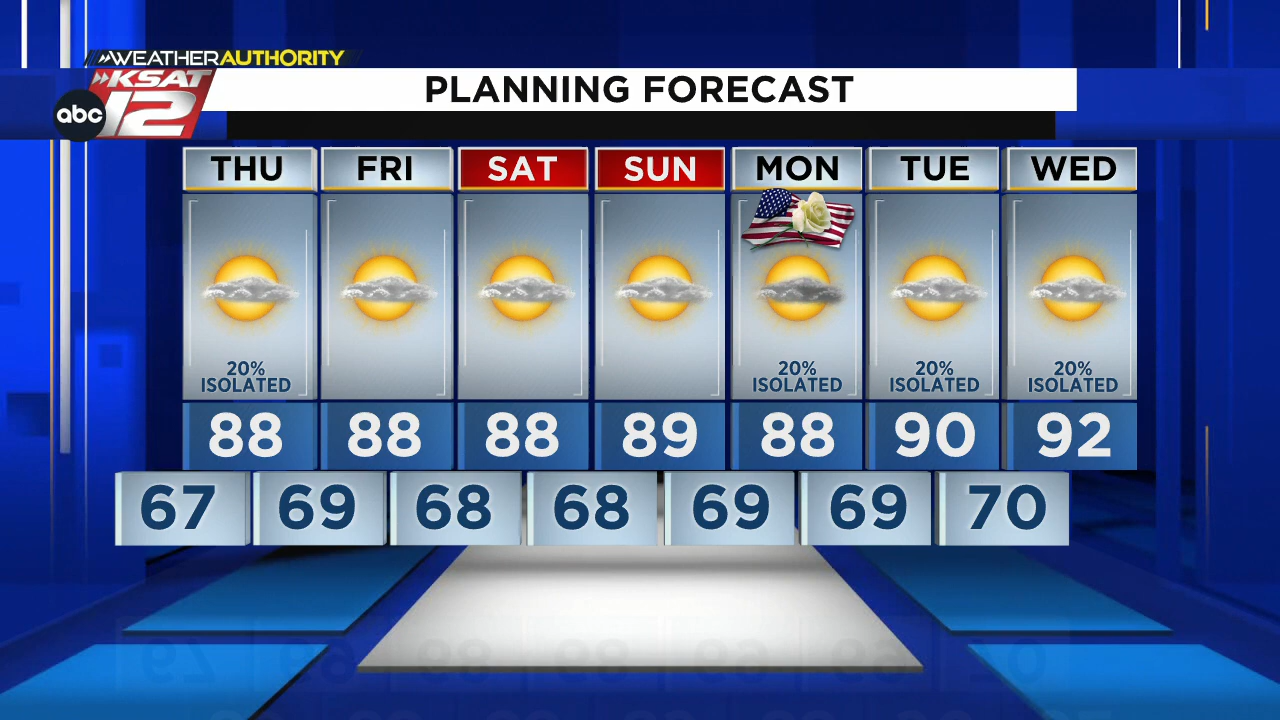 WEATHERAUTHORITY
KSAT
abc 12
PLANNING FORECAST
THU FRI SAT SUN MON TUE WED
20% 20% 20% 20%
ISOLATED ISOLATED ISOLATED ISOLATED
88 88 88 89 88 90 92
67 69 68 68 69 69 70